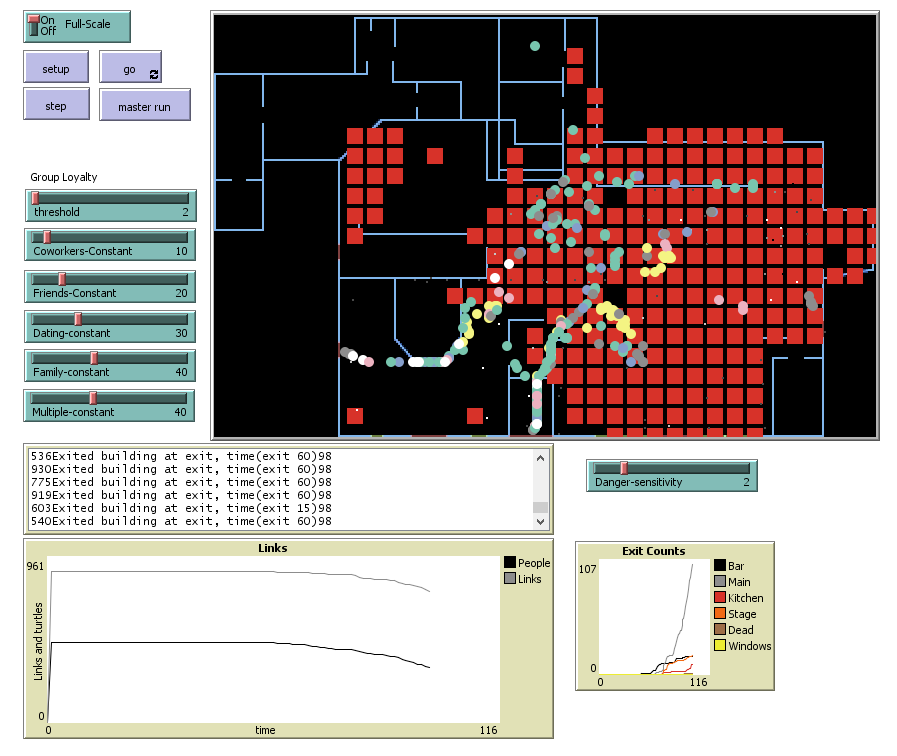 On
Off
Full-Scale
setup
go
step
master run
Group Loyalty
threshold 2
Coworkers-Constant 10
Friends-Constant 20
Dating-constant 30
Family-constant 40
Multiple-constant 40
536Exited building at exit, time(exit 60)98
930Exited building at exit, time(exit 60)98
775Exited building at exit, time(exit 60)98
919Exited building at exit, time(exit 60)98
603Exited building at exit, time(exit 15)98
540Exited building at exit, time(exit 60)98
Danger-sensitivity 2
Links
961
Links and turtles
0
0
time
116
People
Links
Exit Counts
107
0
0
116
Bar
Main
Kitchen
Stage
Dead
Windows